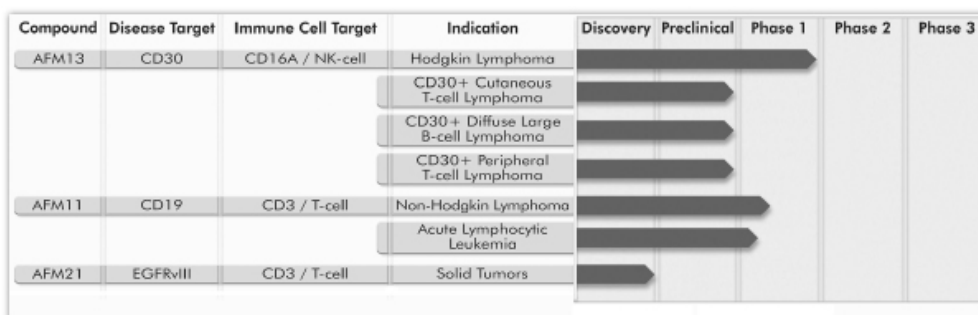 Compound Disease Target Immune Cell Target Indication Discovery Preclinical Phase 1 Phase 2 Phase 3
AFM13 CD30 CD16A / NK-cell Hodgkin Lymphoma
CD30+ Cutaneous
T-cell Lymphoma
CD30+ Diffuse Large
B-cell Lymphoma
CD30+ Peripheral
T-cell Lymphoma
AFM11 CD19 CD3 / T-cell Non-Hodgkin Lymphoma
Acute Lymphocytic
Leukemia
AFM21 EGFRvIII CD3 / T-cell Solid Tumors